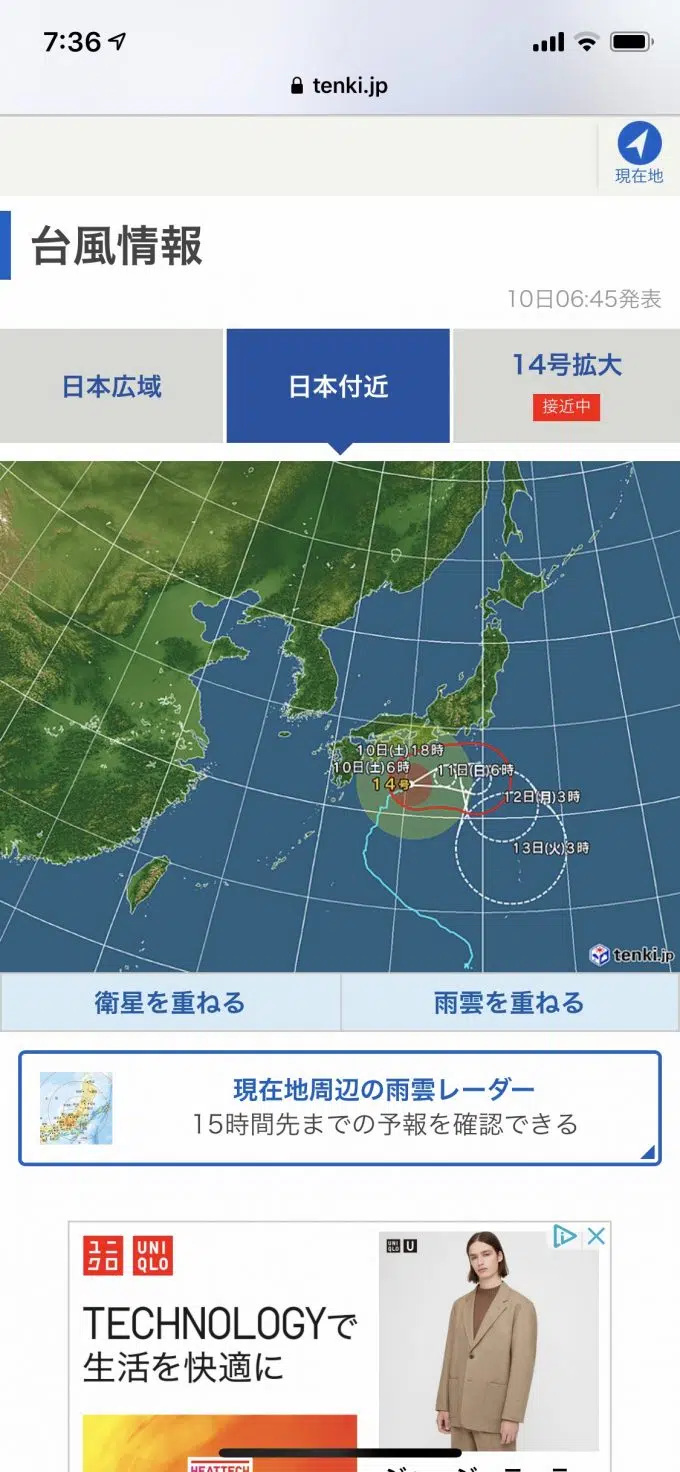 7:36
tenki.jp
現在地
台風情報
10日06:45発表
日本広域
日本付近
14号拡大
接近中
10日(土)18時
10日(土)6時
11日(日)6時
14号
12日(月)3時
13日(火)3時
tenki.jp
衛星を重ねる
雨雲を重ねる
現在地周辺の雨雲レーダー
15時間先までの予報を確認できる
ユニ
クロ
UNI
QLO
UNI
QLO
U
TECHNOLOGYで
生活を快適に
HEATTECH